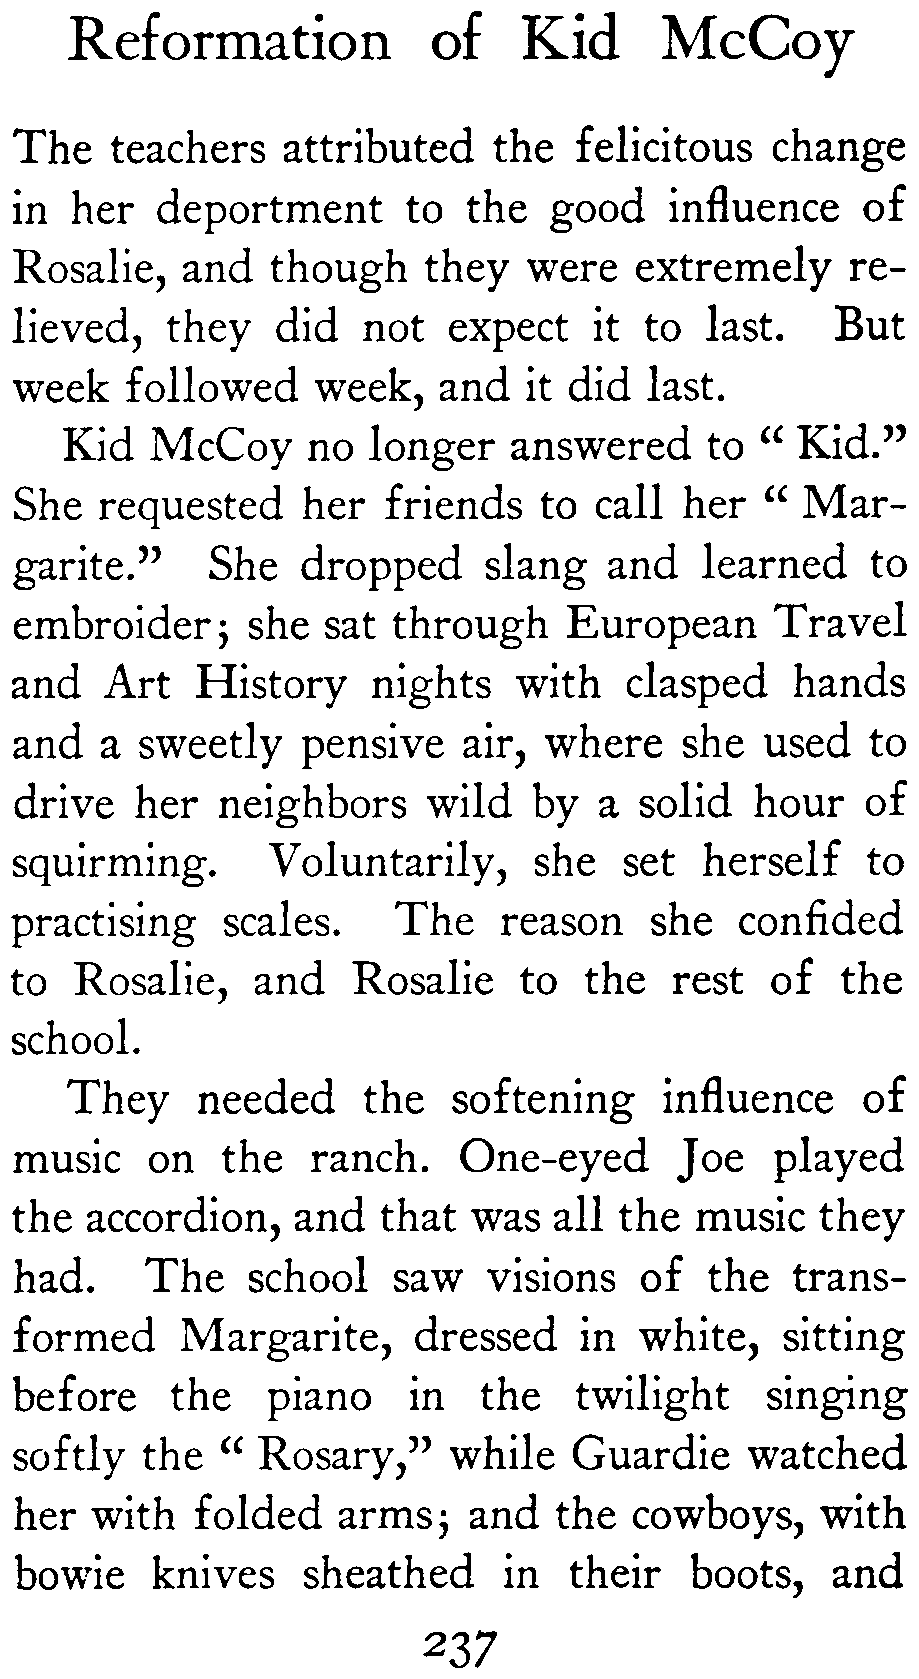 Reformation of Kid McCoy
The teachers attributed the felicitous change
in her deportment to the good influence of
Rosalie, and though they were extremely re-
lieved, they did not expect it to last. But
week followed week, and it did last.
Kid McCoy no longer answered to “ Kid.”
She requested her friends to call her “ Mar-
garite.” She dropped slang and learned to
embroider; she sat through European Travel
and Art History nights with clasped hands
and a sweetly pensive air, where she used to
drive her neighbors wild by a solid hour of
squirming. Voluntarily, she set herself to
practising scales. The reason she confided
to Rosalie, and Rosalie to the rest of the
school.
They needed the softening influence of
music on the ranch. One-eyed Joe played
the accordion, and that was all the music they
had. The school saw visions of the trans-
formed Margarite, dressed in white, sitting
before the piano in the twilight singing
softly the “ Rosary,” while Guardie watched
her with folded arms; and the cowboys, with
bowie knives sheathed in their boots, and
237